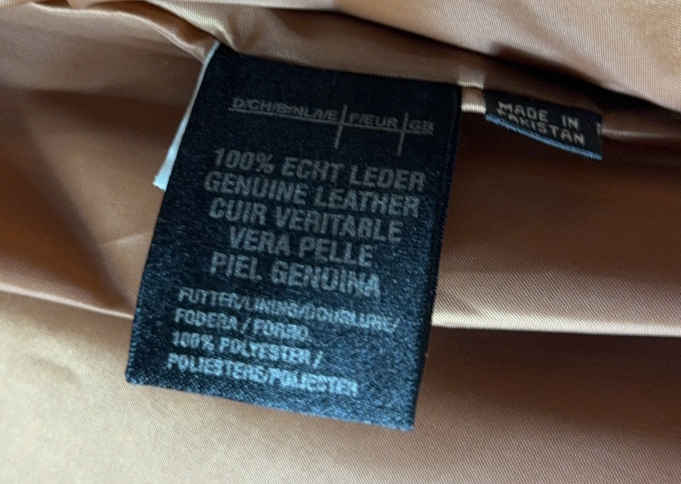 D/CH/B/NL/A/E F/EUR GB
100% ECHT LEDER
GENUINE LEATHER
CUIR VERITABLE
VERA PELLE
PIEL GENUINA
FUTTER/LINING/DOUBLURE/
FODERA / FORRO
100% POLYESTER /
POLIESTERE/POLIESTER
MADE IN
PAKISTAN